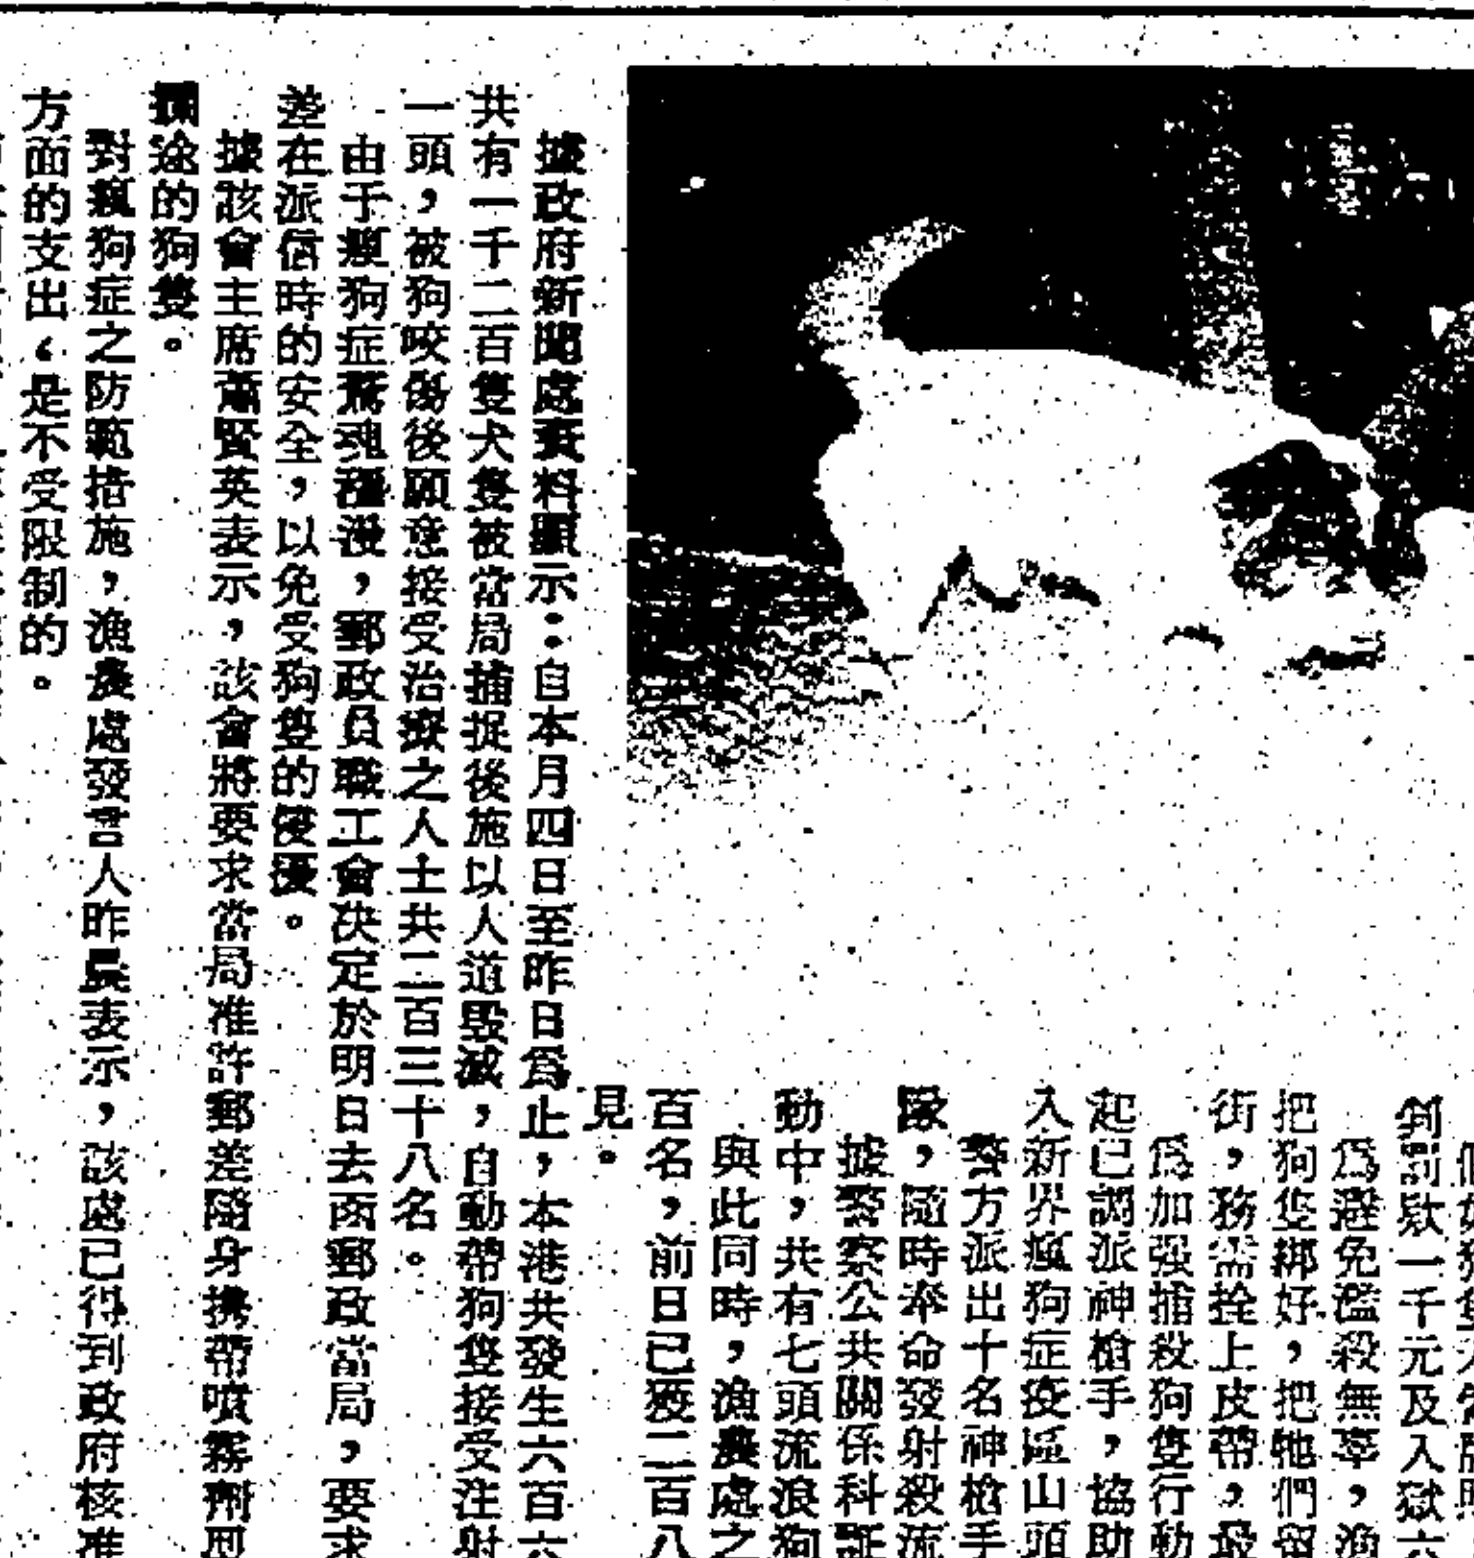 倒罰欵一千元及入獄六
爲避免濫殺無辜，漁
把狗隻綁好，把牠們留
街，務需拴上皮帶，最
爲加强捕殺狗隻行動
起已調派神槍手，協助
入新界瘋狗症疫區山頭
警方派出十名神槍手
隊，隨時奉命發射殺流
據警察公共關係科証
動中，共有七頭流浪狗
與此同時，漁農處之
百名，前日已獲二百八
見。
據政府新聞處資料顯示：自本月四日至昨日爲止，本港共發生六百六
共有一千二百隻犬隻被當局捕捉後施以人道毀滅，自動帶狗隻接受注射
一頭，被狗咬傷後願意接受治療之人士共二百三十八名。
由于瘋狗症驚魂瀰漫，郵政員職工會決定於明日去函郵政當局，要求
差在派信時的安全，以免受狗隻的侵擾。
據該會主席蕭賢英表示，該會將要求當局准許郵差隨身携帶噴霧劑
攔途的狗隻。
對瘋狗症之防範措施，漁農處發言人昨晨表示，該處已得到政府核准
方面的支出，是不受限制的。